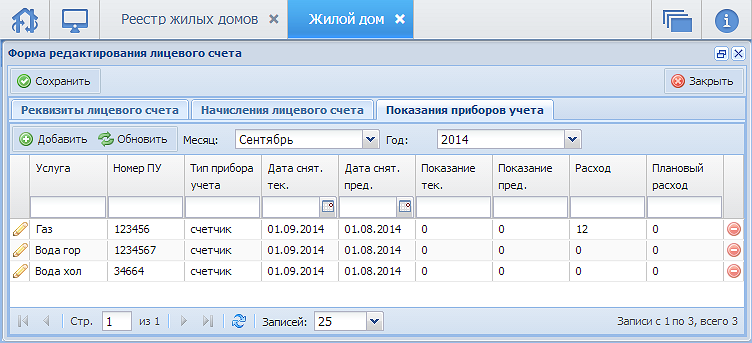 Реестр жилых домов Жилой дом
Форма редактирования лицевого счета
Сохранить Закрыть
Реквизиты лицевого счета Начисления лицевого счета Показания приборов учета
Добавить Обновить Месяц: Сентябрь Год: 2014
Услуга Номер ПУ Тип прибора учета Дата снят. тек. Дата снят. пред. Показание тек. Показание пред. Расход Плановый расход
Газ 123456 счетчик 01.09.2014 01.08.2014 0 0 12 0
Вода гор 1234567 счетчик 01.09.2014 01.08.2014 0 0 0 0
Вода хол 34664 счетчик 01.09.2014 01.08.2014 0 0 0 0
Стр. 1 из 1 Записей: 25 Записи с 1 по 3, всего 3